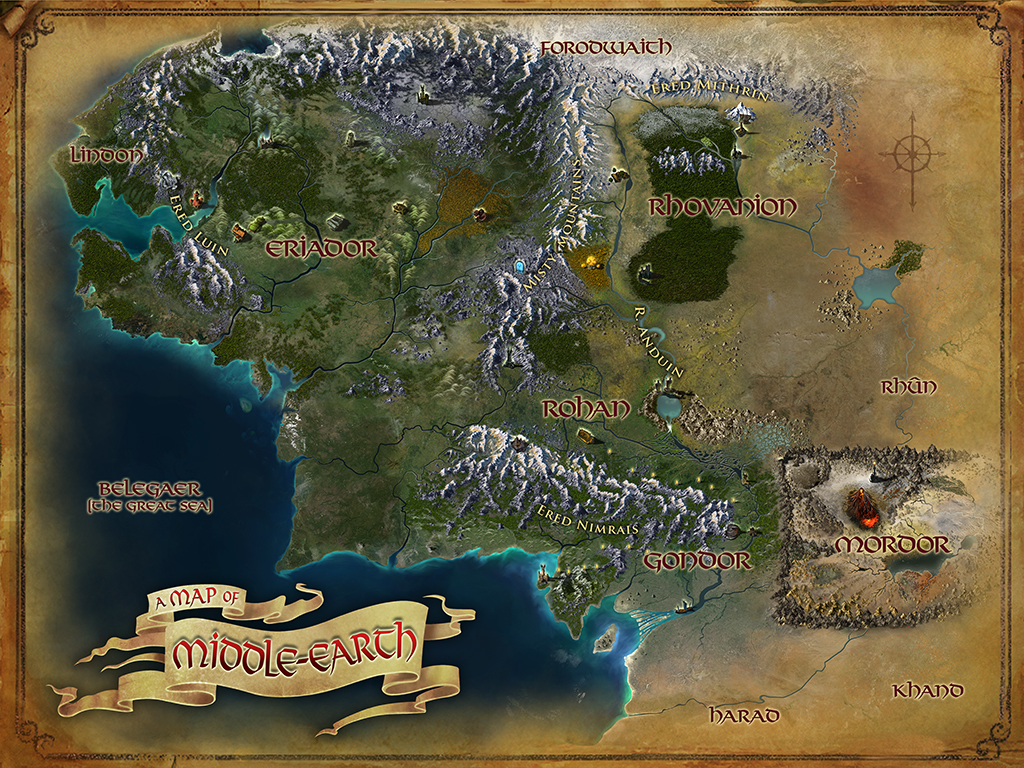 FORODWAITH
ERED MITHRIN
LINDON
MISTY MOUNTAINS
RHOVANION
ERED LUIN
ERIADOR
R. ANDUIN
RHÛN
ROHAN
BELEGAER
(THE GREAT SEA)
ERED NIMRAIS
MORDOR
GONDOR
A MAP OF
MIDDLE-EARTH
KHAND
HARAD